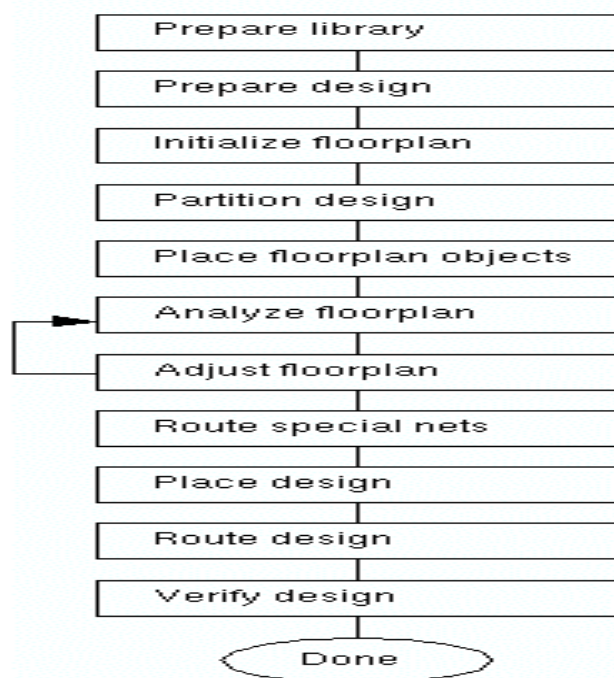 Prepare library
Prepare design
Initialize floorplan
Partition design
Place floorplan objects
Analyze floorplan
Adjust floorplan
Route special nets
Place design
Route design
Verify design
Done